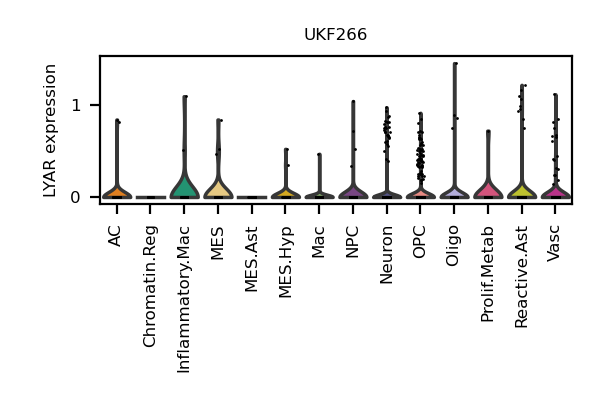 UKF266
LYAR expression
1
0
AC
Chromatin.Reg
Inflammatory.Mac
MES
MES.Ast
MES.Hyp
Mac
NPC
Neuron
OPC
Oligo
Prolif.Metab
Reactive.Ast
Vasc